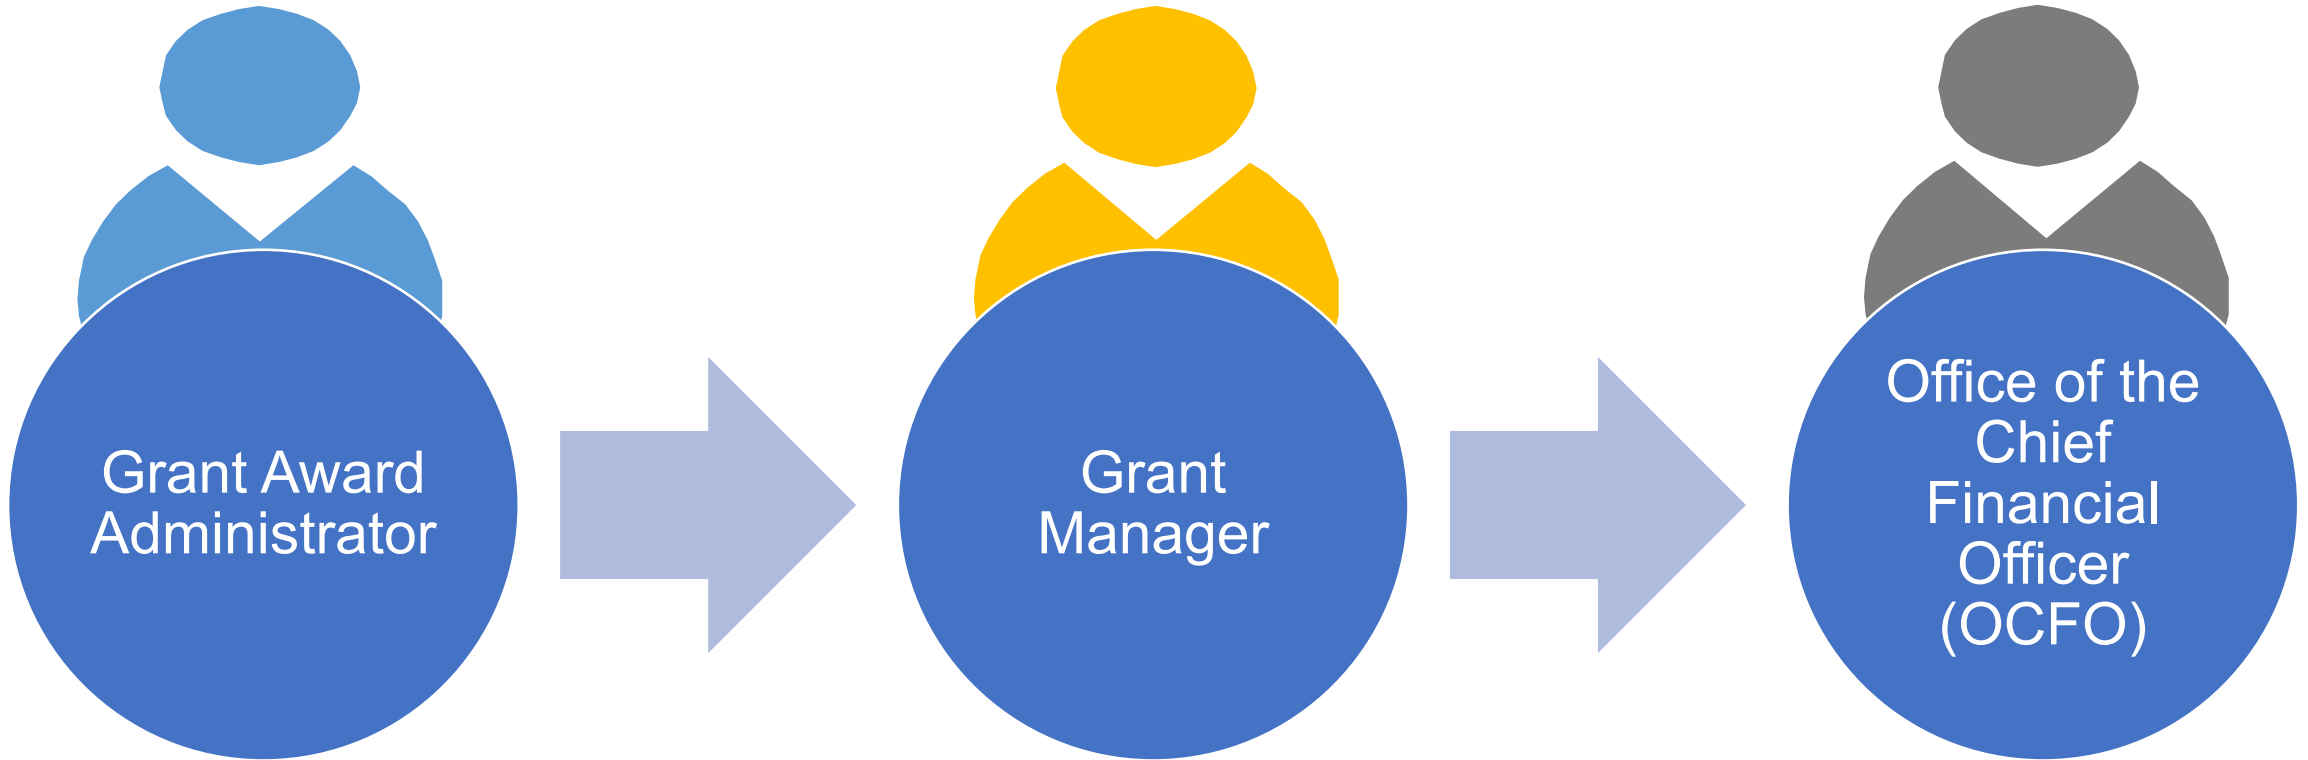 Grant Award
Administrator
Grant
Manager
Office of the
Chief
Financial
Officer
(OCFO)